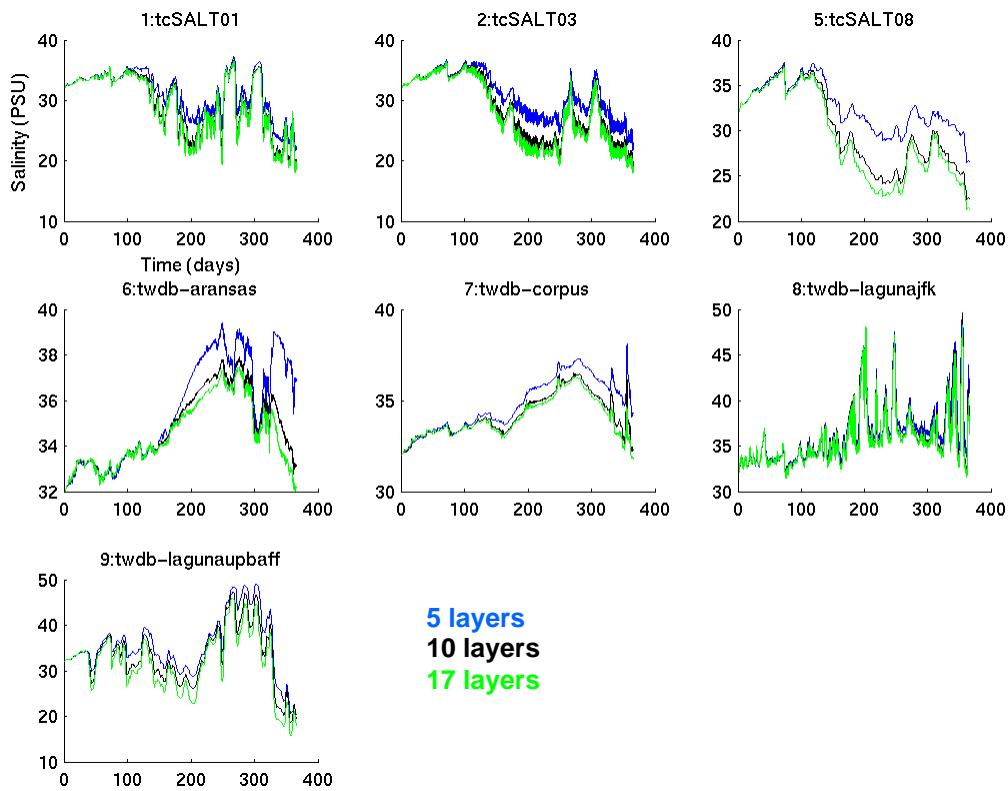 1:tcSALT01
2:tcSALT03
5:tcSALT08
Salinity (PSU)
40
30
20
10
0 100 200 300 400
Time (days)
40
30
20
10
0 100 200 300 400
40
35
30
25
20
0 100 200 300 400
6:twdb-aransas
7:twdb-corpus
8:twdb-lagunajfk
40
38
36
34
32
0 100 200 300 400
40
35
30
0 100 200 300 400
50
45
40
35
30
0 100 200 300 400
9:twdb-lagunaupbaff
50
40
30
20
10
0 100 200 300 400
5 layers
10 layers
17 layers